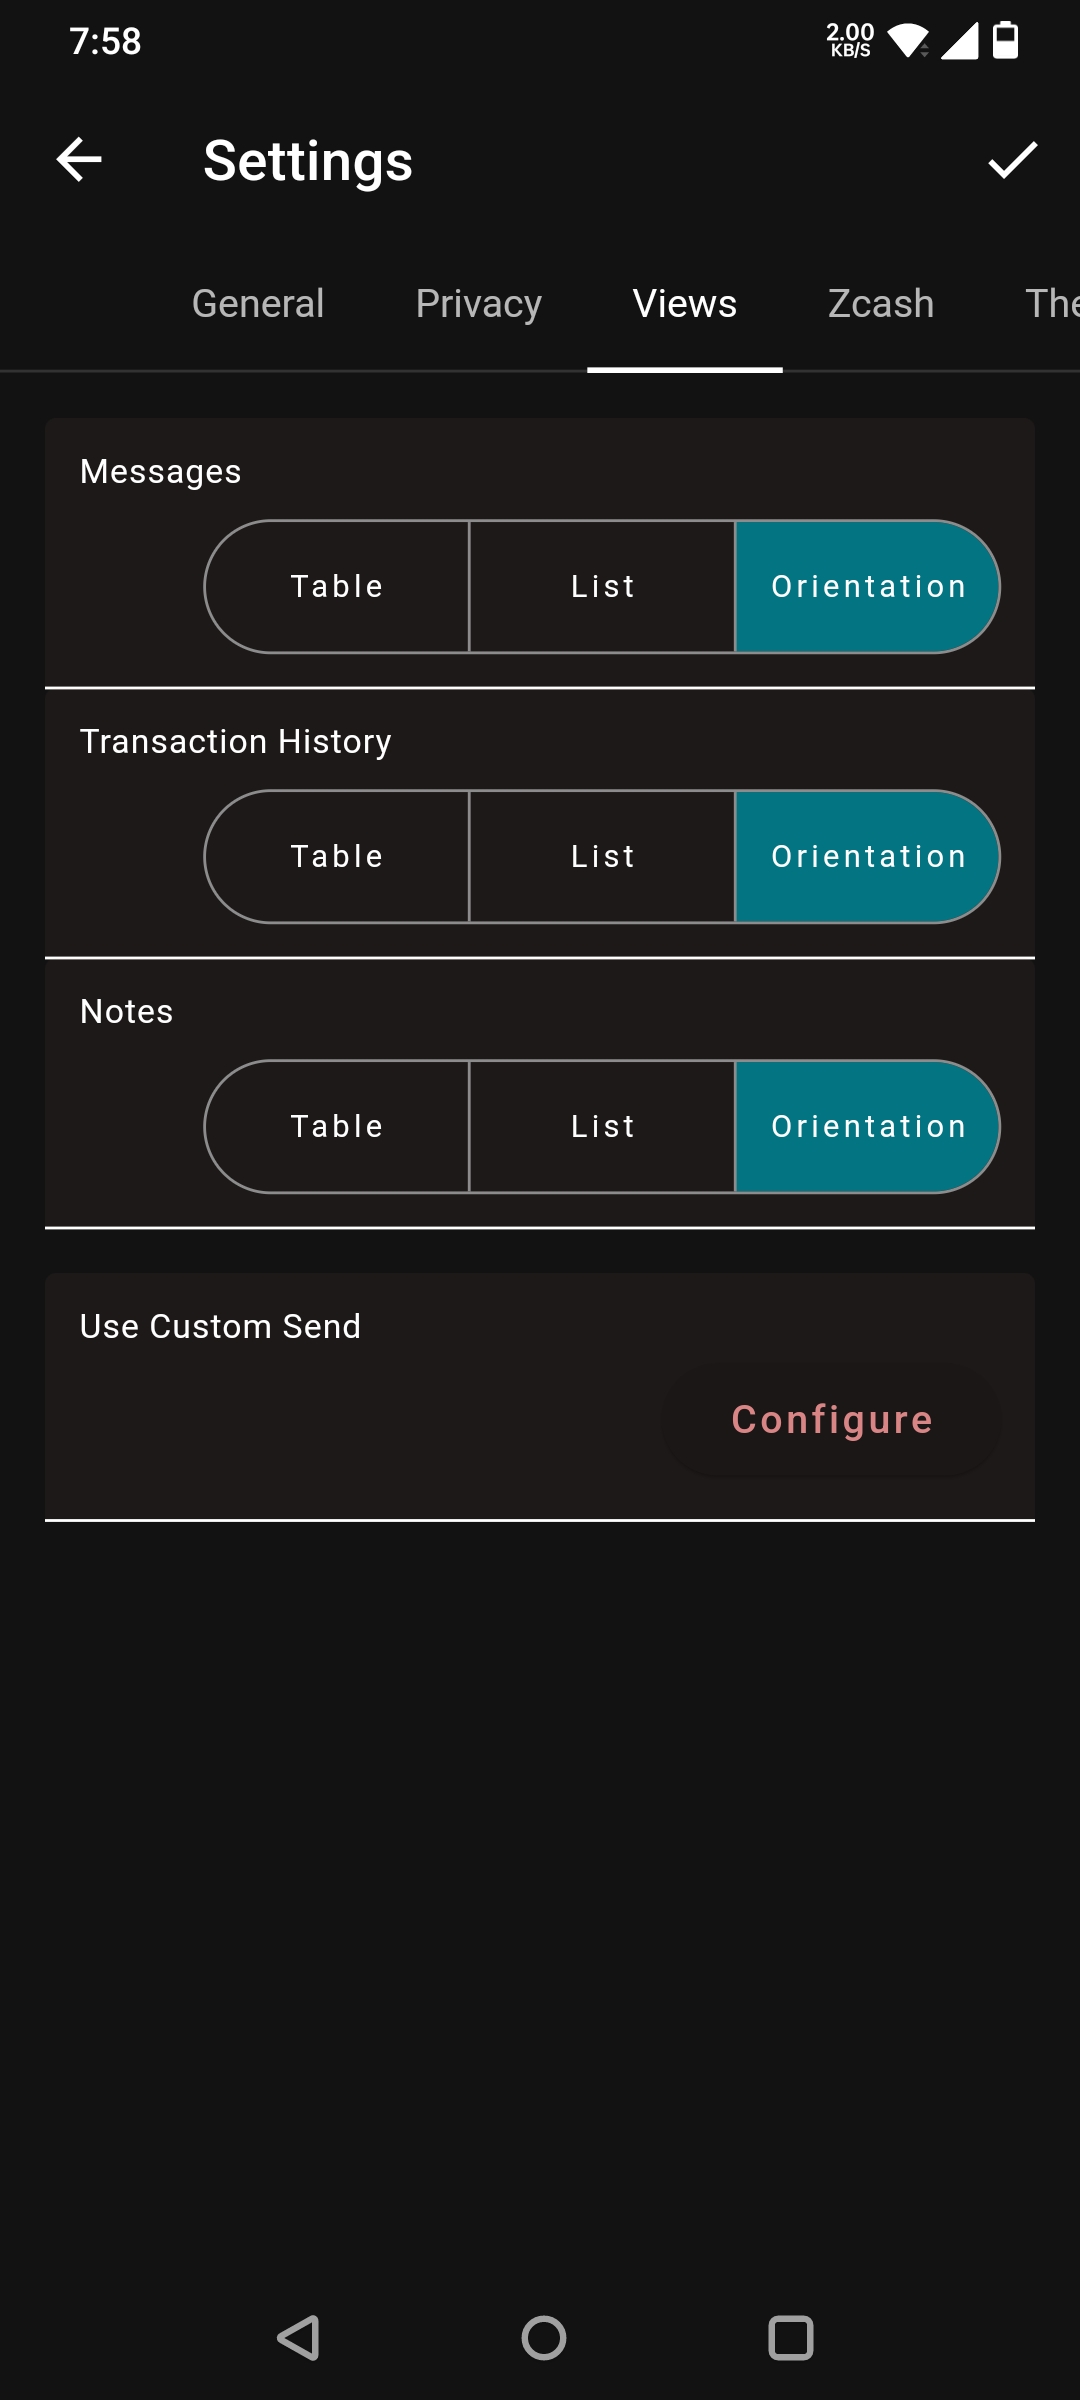 7:58
2.00
KB/S
Settings
General Privacy Views Zcash The
Messages
Table List Orientation
Transaction History
Table List Orientation
Notes
Table List Orientation
Use Custom Send
Configure